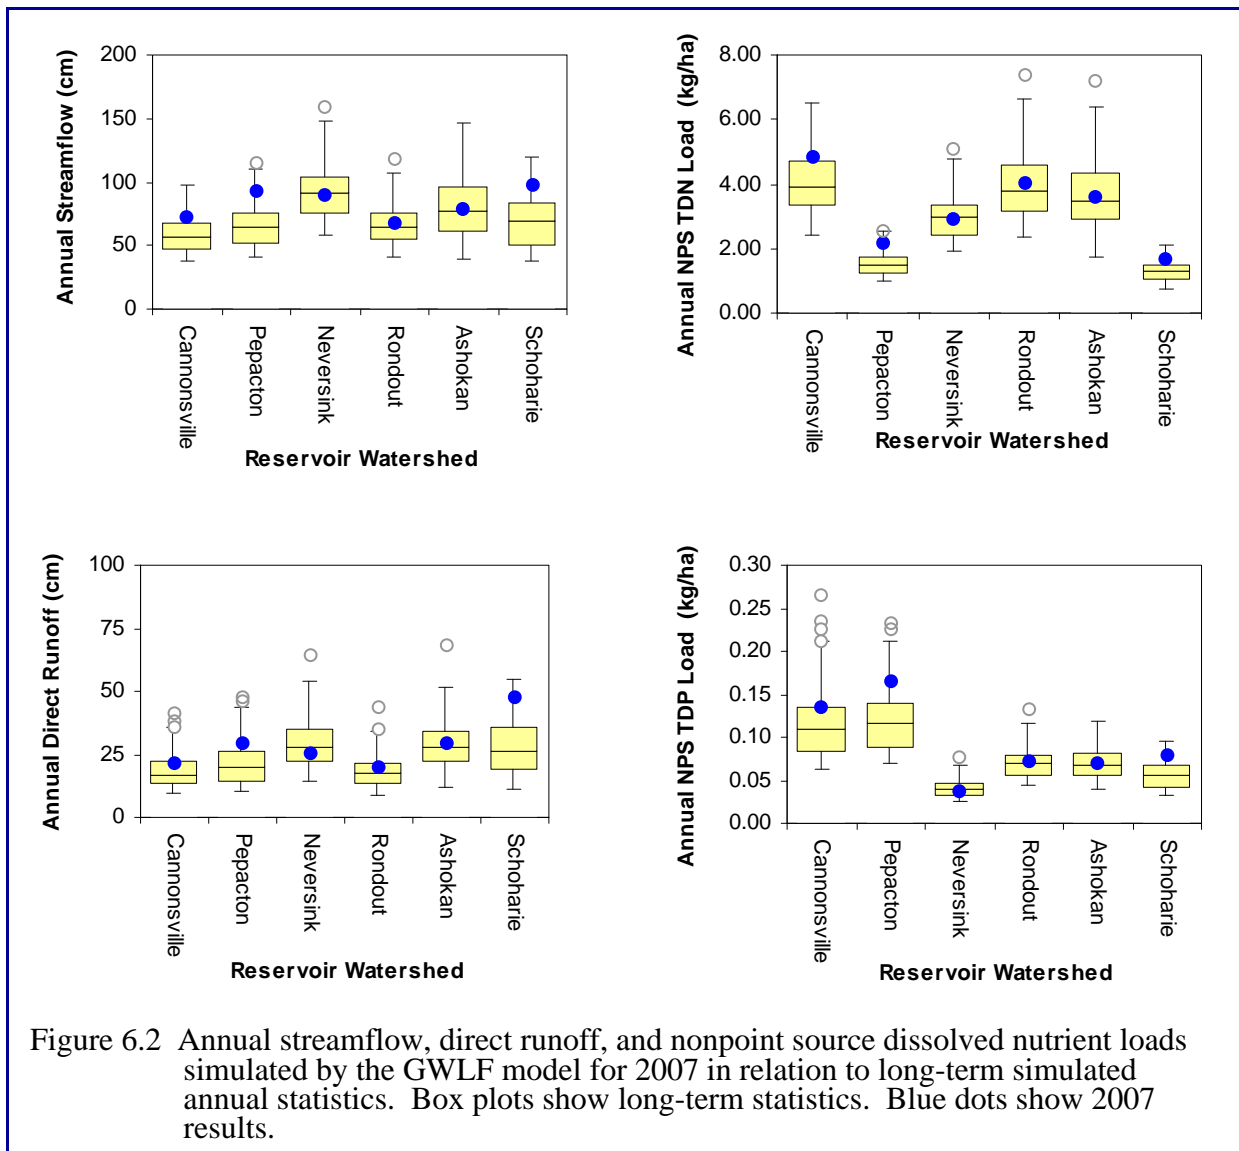 Annual Streamflow (cm)
200
150
100
50
0
Cannonsville
Pepacton
Neversink
Rondout
Ashokan
Schoharie
Reservoir Watershed
Annual NPS TDN Load (kg/ha)
8.00
6.00
4.00
2.00
0.00
Cannonsville
Pepacton
Neversink
Rondout
Ashokan
Schoharie
Reservoir Watershed
Annual Direct Runoff (cm)
100
75
50
25
0
Cannonsville
Pepacton
Neversink
Rondout
Ashokan
Schoharie
Reservoir Watershed
Annual NPS TDP Load (kg/ha)
0.30
0.25
0.20
0.15
0.10
0.05
0.00
Cannonsville
Pepacton
Neversink
Rondout
Ashokan
Schoharie
Reservoir Watershed
Figure 6.2 Annual streamflow, direct runoff, and nonpoint source dissolved nutrient loads
simulated by the GWLF model for 2007 in relation to long-term simulated
annual statistics. Box plots show long-term statistics. Blue dots show 2007
results.